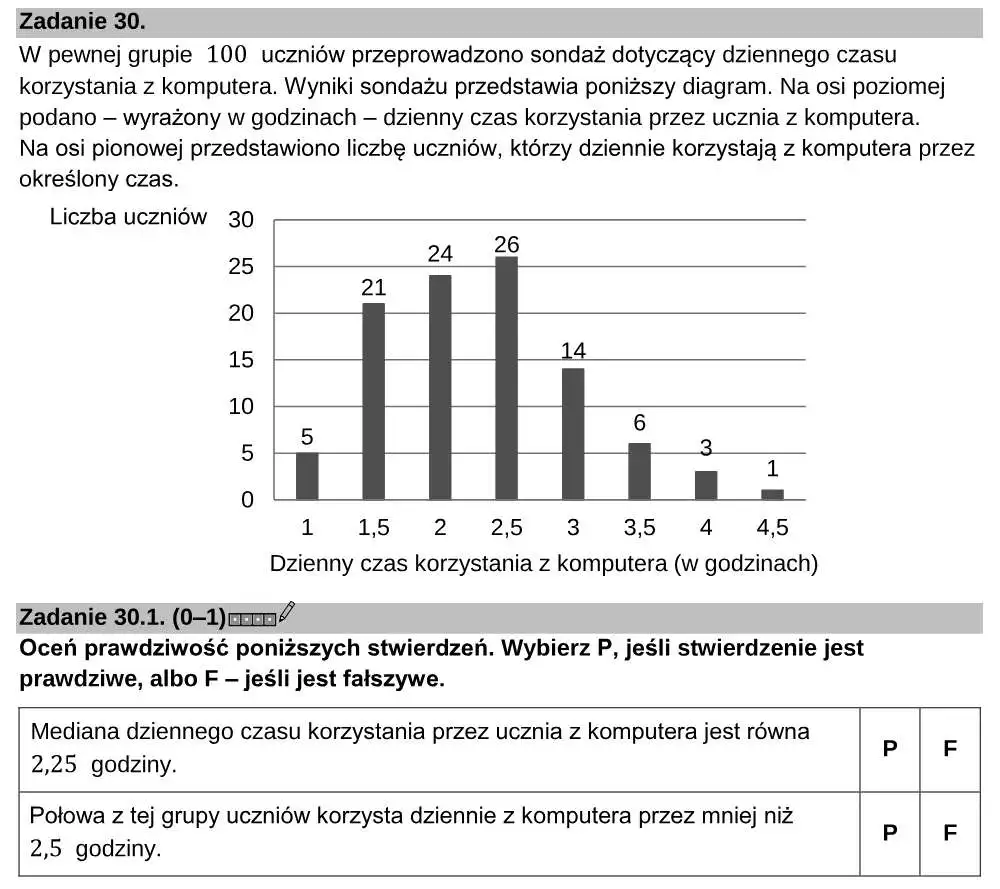 Zadanie 30.
W pewnej grupie 100 uczniów przeprowadzono sondaż dotyczący dziennego czasu
korzystania z komputera. Wyniki sondażu przedstawia poniższy diagram. Na osi poziomej
podano – wyrażony w godzinach – dzienny czas korzystania przez ucznia z komputera.
Na osi pionowej przedstawiono liczbę uczniów, którzy dziennie korzystają z komputera przez
określony czas.
Liczba uczniów
30
25
20
15
10
5
0
5
21
24
26
14
6
3
1
1 1,5 2 2,5 3 3,5 4 4,5
Dzienny czas korzystania z komputera (w godzinach)
Zadanie 30.1. (0–1)
Oceń prawdziwość poniższych stwierdzeń. Wybierz P, jeśli stwierdzenie jest
prawdziwe, albo F – jeśli jest fałszywe.
Mediana dziennego czasu korzystania przez ucznia z komputera jest równa
2,25 godziny.
P F
Połowa z tej grupy uczniów korzysta dziennie z komputera przez mniej niż
2,5 godziny.
P F